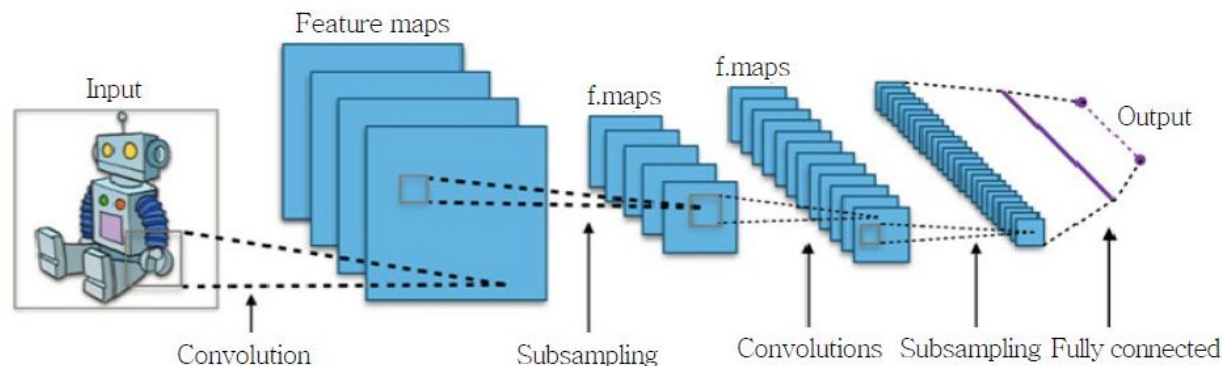 Feature maps
Input
f.maps
f.maps
Output
Convolution
Subsampling
Convolutions
Subsampling
Fully connected